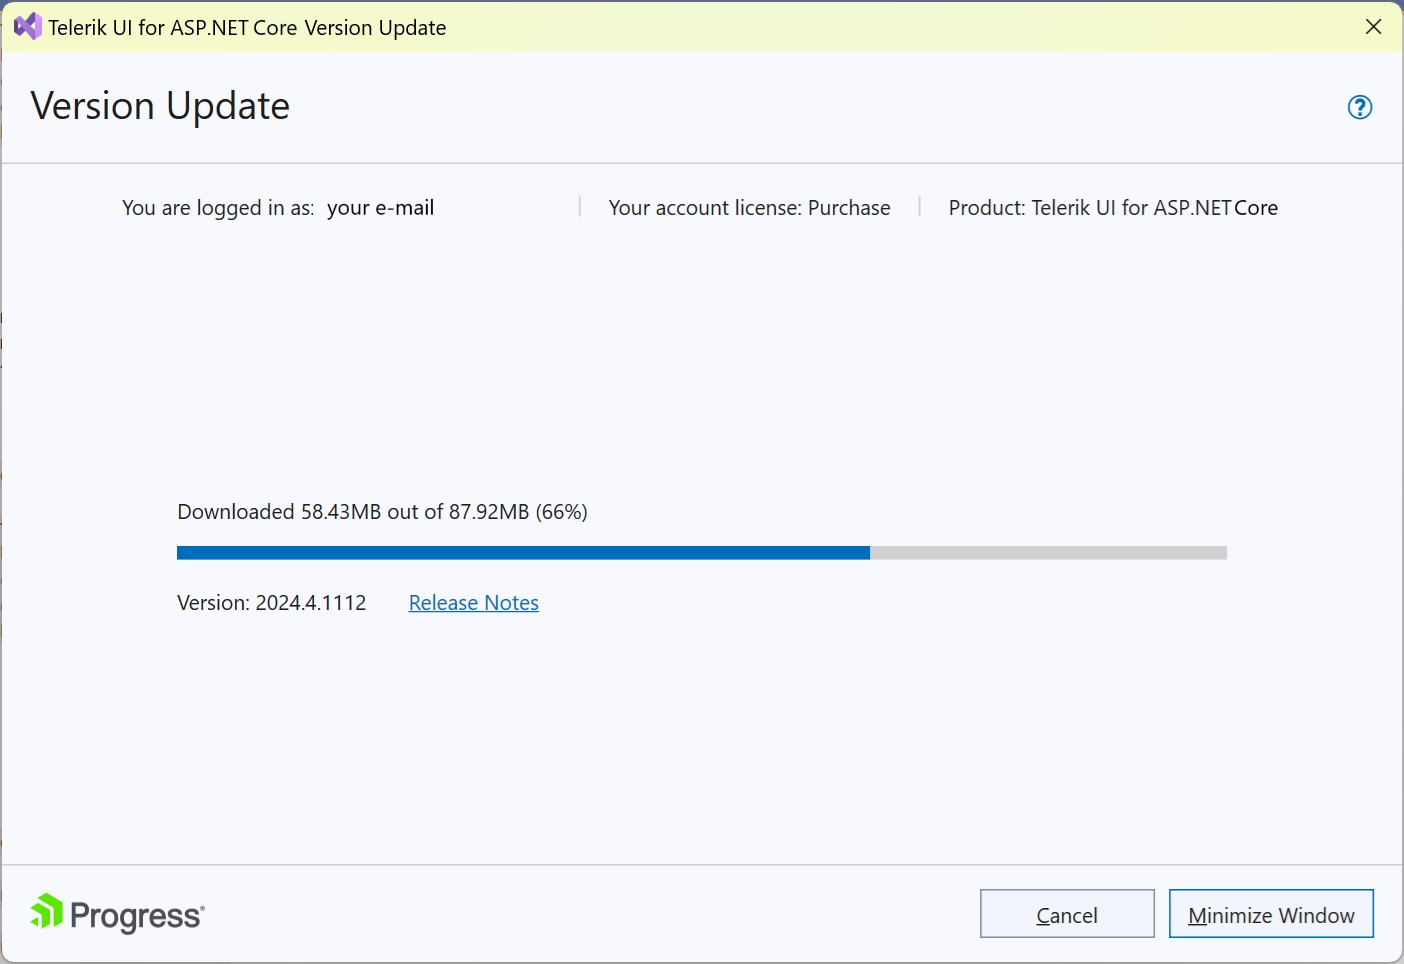 Telerik UI for ASP.NET Core Version Update
Version Update
?
You are logged in as: your e-mail Your account license: Purchase Product: Telerik UI for ASP.NET Core
Downloaded 58.43MB out of 87.92MB (66%)
Version: 2024.4.1112 Release Notes
Progress® Cancel Minimize Window